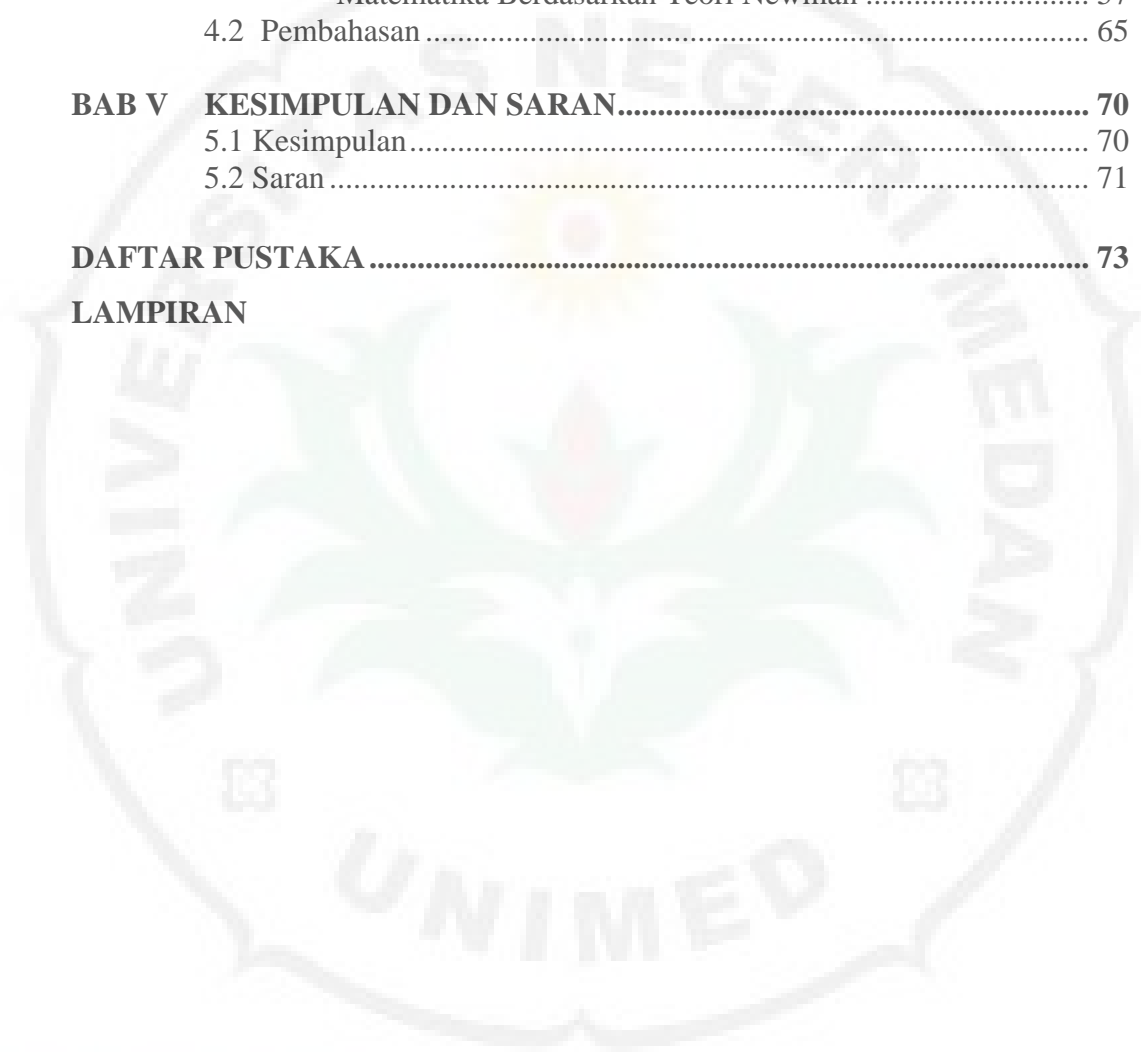 Matematika Berdasarkan Teori Newman ............................ 57
4.2 Pembahasan .................................................................................... 65
BAB V KESIMPULAN DAN SARAN............................................................ 70
5.1 Kesimpulan ...................................................................................... 70
5.2 Saran ................................................................................................ 71
DAFTAR PUSTAKA ........................................................................................... 73
LAMPIRAN
UNIVERSITAS NEGERI MEDAN
UNIMED